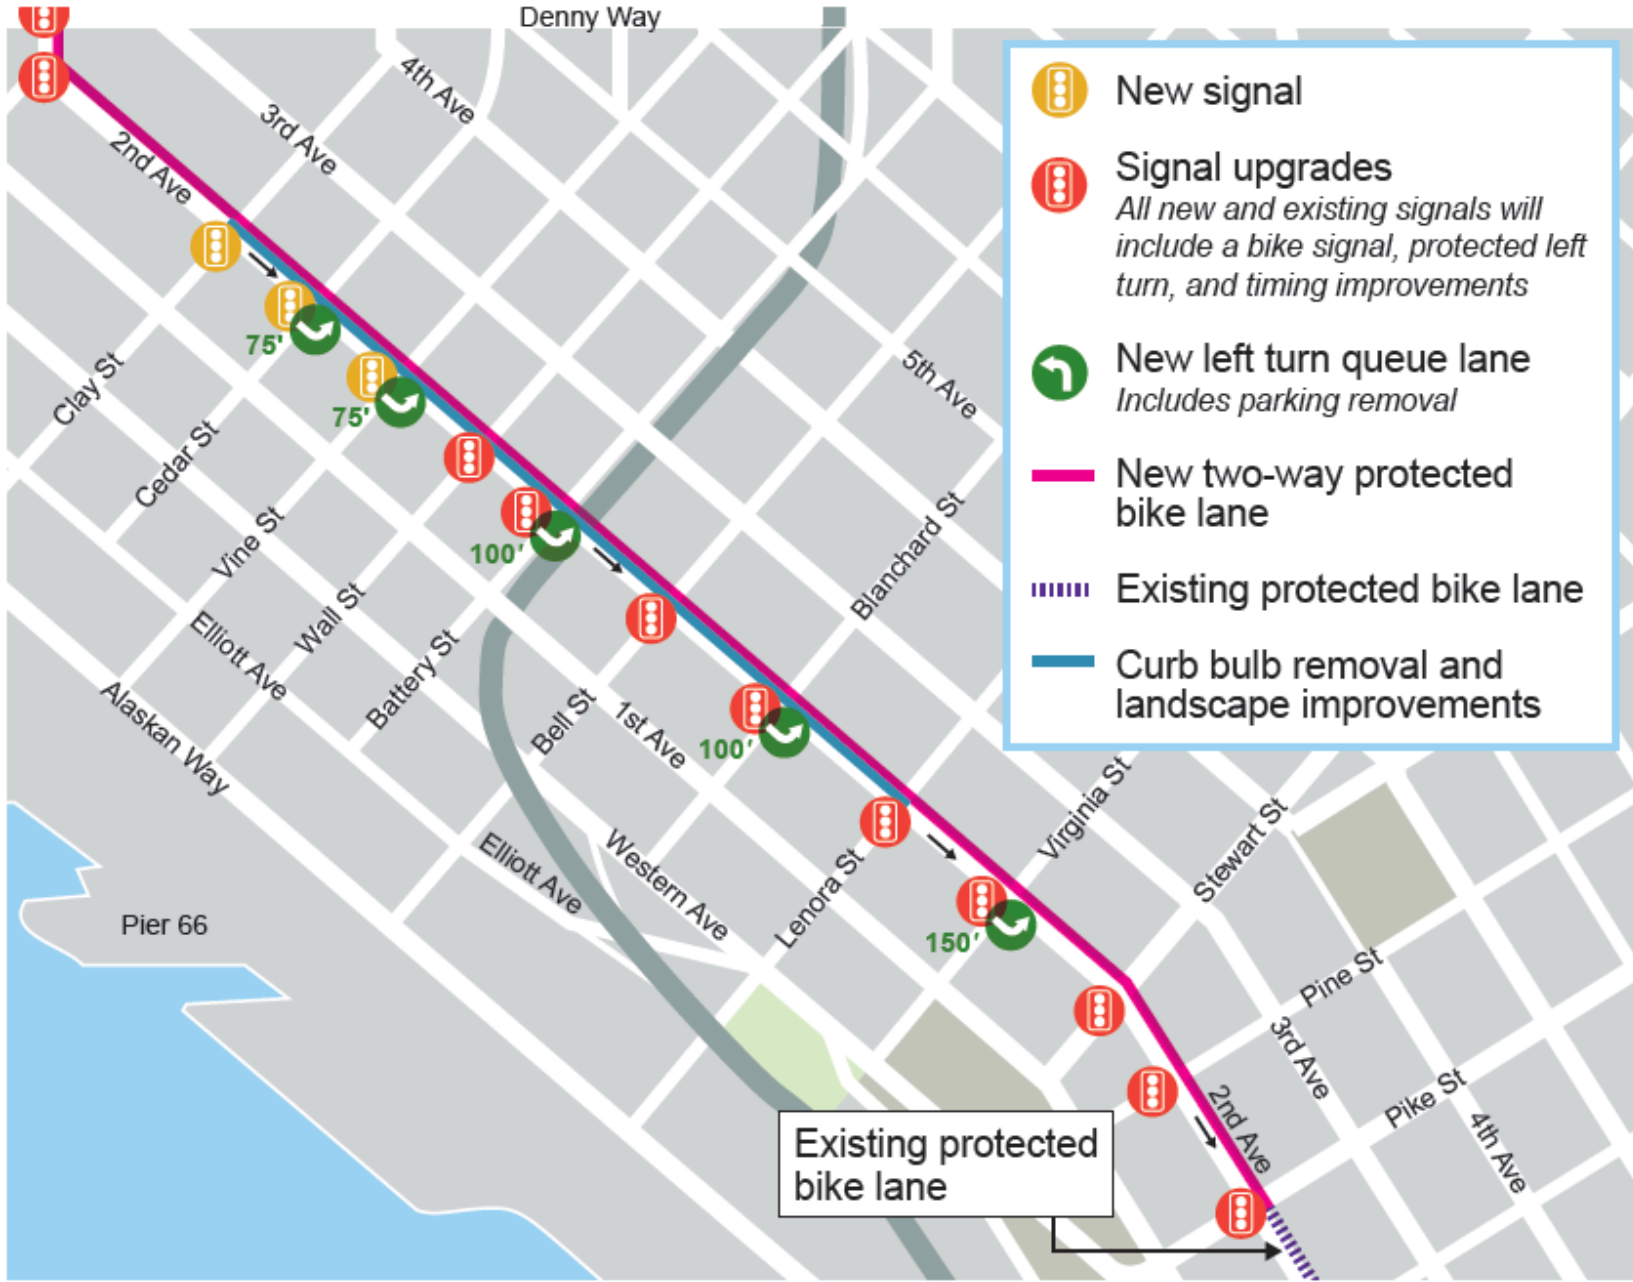 Denny Way
4th Ave
3rd Ave
2nd Ave
New signal
Signal upgrades
All new and existing signals will
include a bike signal, protected left
turn, and timing improvements
New left turn queue lane
Includes parking removal
New two-way protected
bike lane
Existing protected bike lane
Curb bulb removal and
landscape improvements
75'
75'
100'
100'
150'
5th Ave
Clay St
Cedar St
Vine St
Wall St
Battery St
Bell St
Blanchard St
Lenora St
Virginia St
Stewart St
Pine St
Pike St
Elliott Ave
Alaskan Way
1st Ave
Elliott Ave
Western Ave
Pier 66
3rd Ave
2nd Ave
4th Ave
Existing protected
bike lane